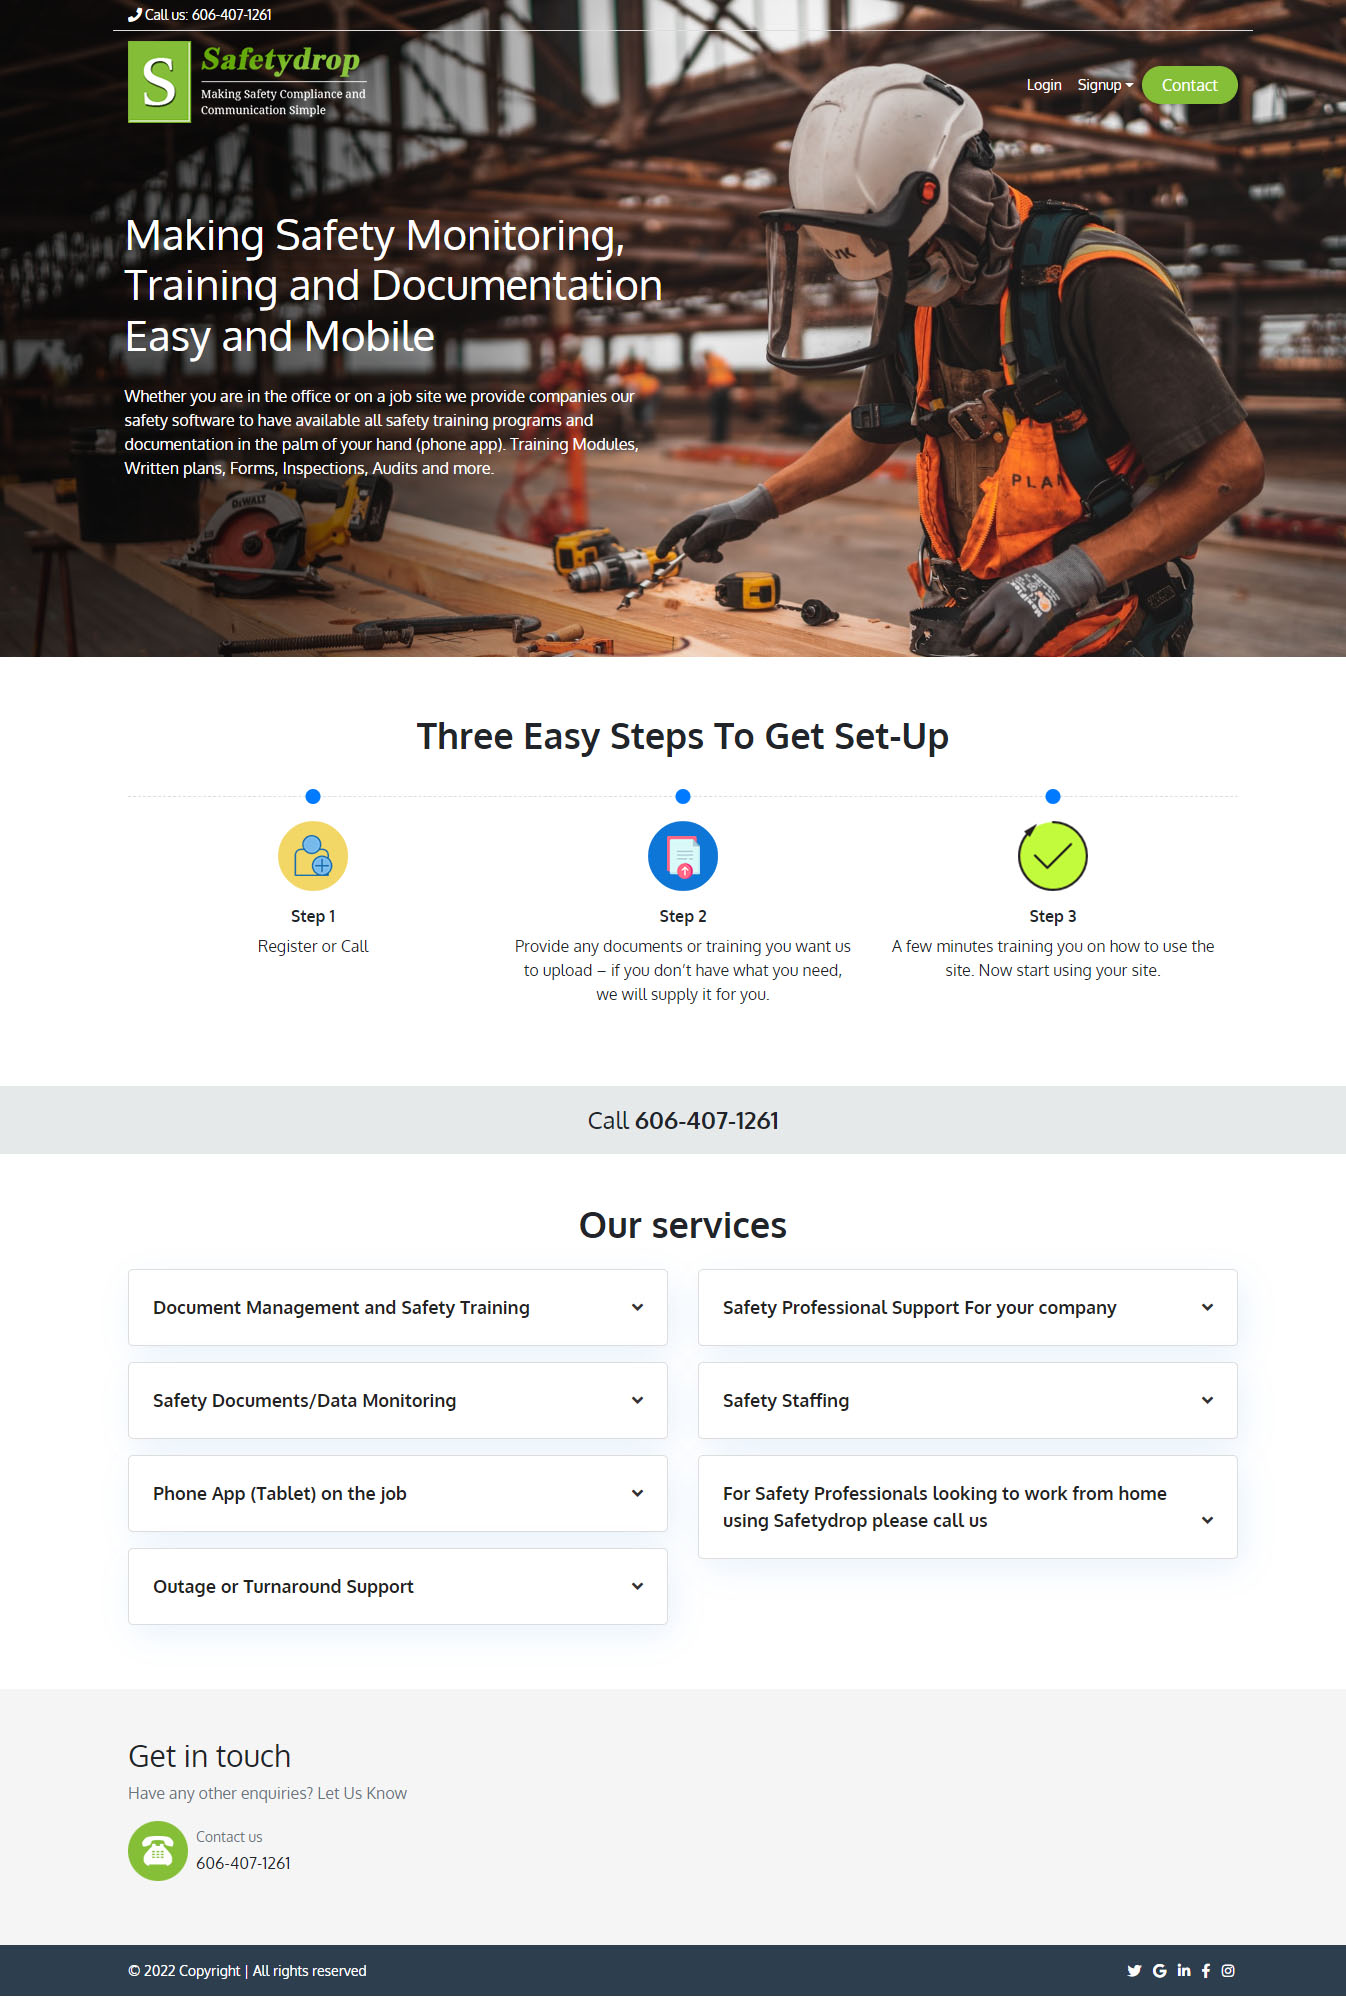 Call us: 606-407-1261
S
Safetydrop
Making Safety Compliance and
Communication Simple
Login
Signup
Contact
Making Safety Monitoring,
Training and Documentation
Easy and Mobile
Whether you are in the office or on a job site we provide companies our
safety software to have available all safety training programs and
documentation in the palm of your hand (phone app). Training Modules,
Written plans, Forms, Inspections, Audits and more.
DEWALT
VK
PLAN
Three Easy Steps To Get Set-Up
Step 1
Register or Call
Step 2
Provide any documents or training you want us
to upload – if you don’t have what you need,
we will supply it for you.
Step 3
A few minutes training you on how to use the
site. Now start using your site.
Call 606-407-1261
Our services
Document Management and Safety Training
Safety Documents/Data Monitoring
Phone App (Tablet) on the job
Outage or Turnaround Support
Safety Professional Support For your company
Safety Staffing
For Safety Professionals looking to work from home
using Safetydrop please call us
Get in touch
Have any other enquiries? Let Us Know
Contact us
606-407-1261
© 2022 Copyright | All rights reserved